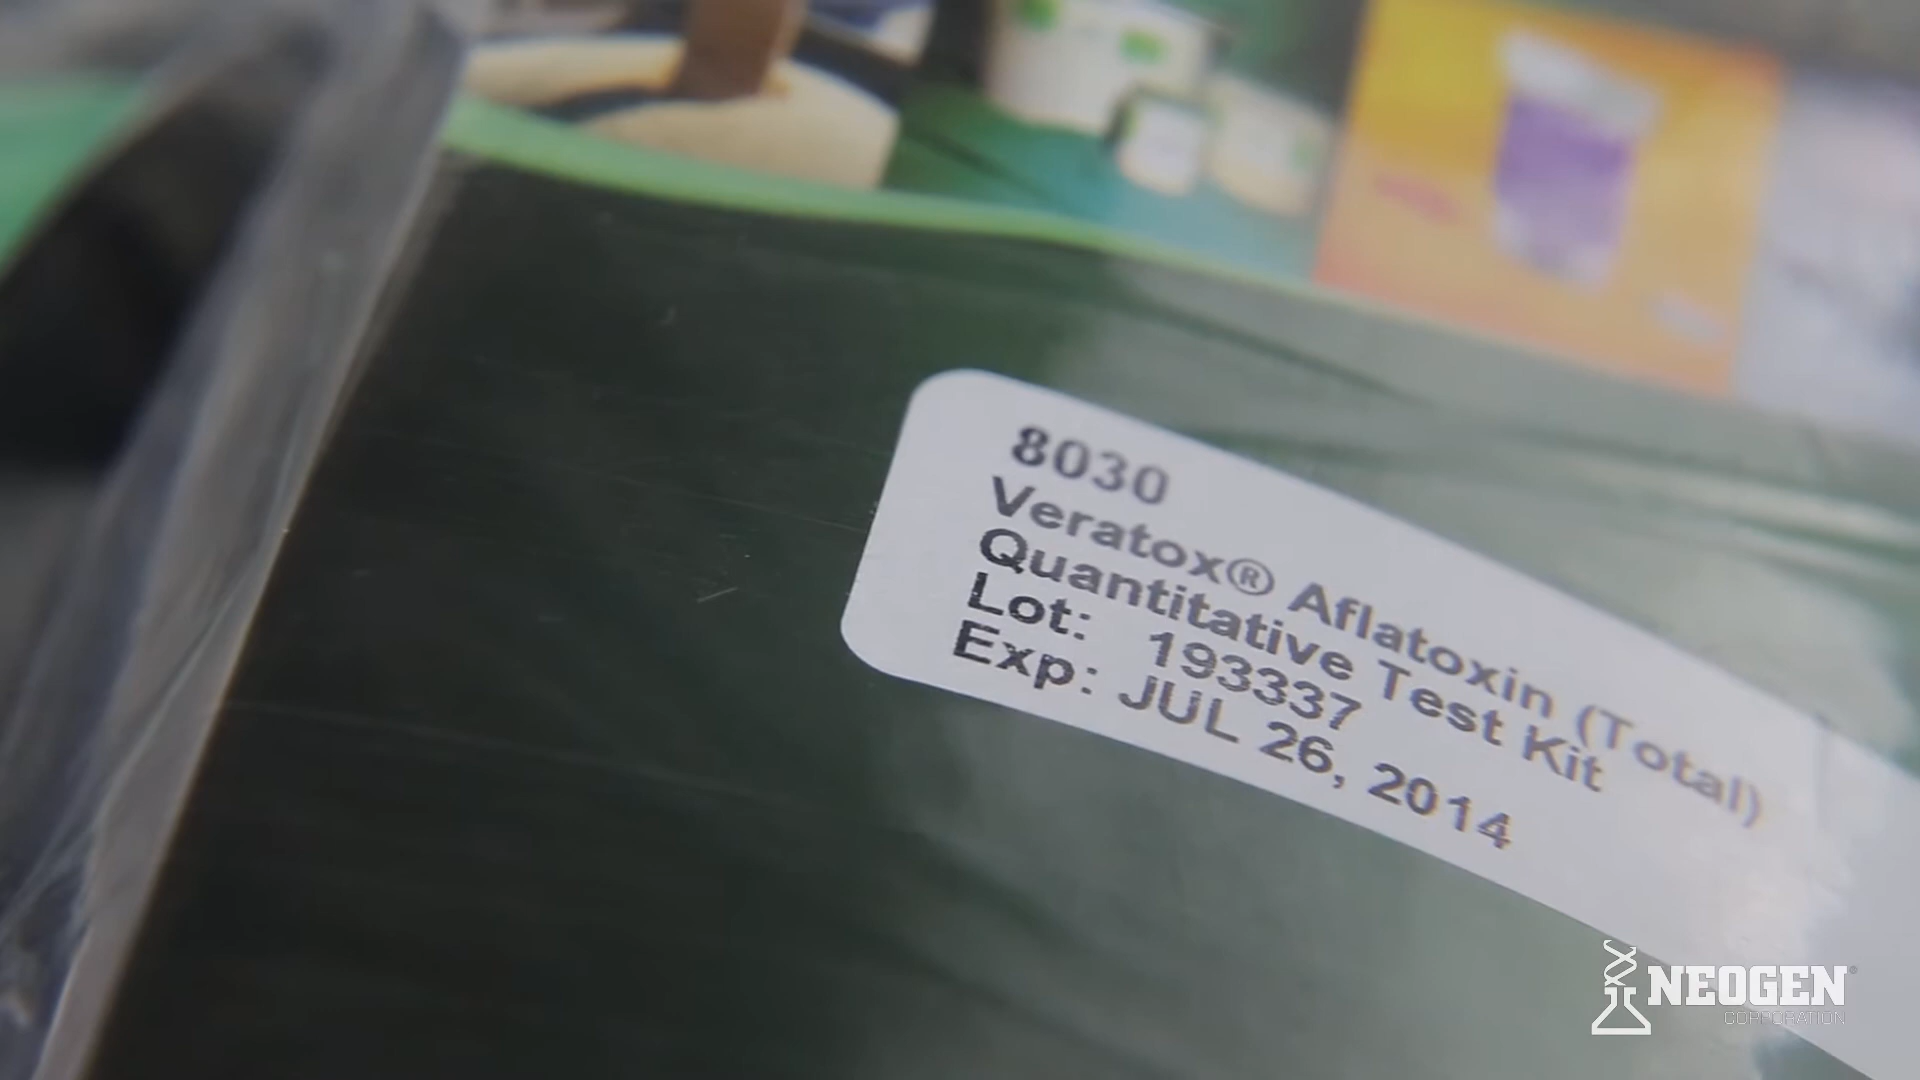 8030
Veratox® Aflatoxin (Total)
Quantitative Test Kit
Lot: 193337
Exp: JUL 26, 2014
NEOGEN®
CORPORATION